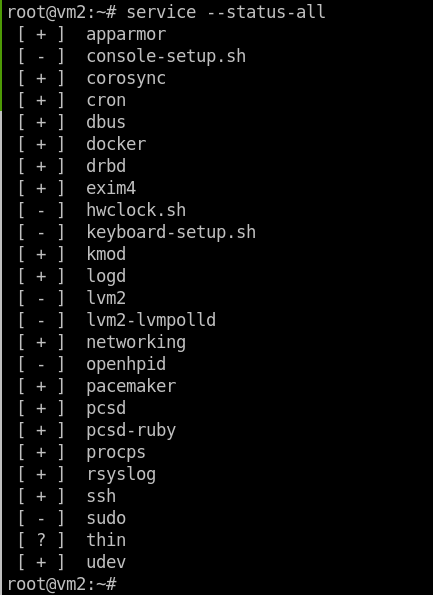 root@vm2:~# service --status-all
[ + ]  apparmor
[ - ]  console-setup.sh
[ + ]  corosync
[ + ]  cron
[ + ]  dbus
[ + ]  docker
[ + ]  drbd
[ + ]  exim4
[ - ]  hwclock.sh
[ - ]  keyboard-setup.sh
[ + ]  kmod
[ + ]  logd
[ - ]  lvm2
[ - ]  lvm2-lvmpolld
[ + ]  networking
[ - ]  openhpid
[ + ]  pacemaker
[ + ]  pcsd
[ + ]  pcsd-ruby
[ + ]  procps
[ + ]  rsyslog
[ + ]  ssh
[ - ]  sudo
[ ? ]  thin
[ + ]  udev
root@vm2:~#